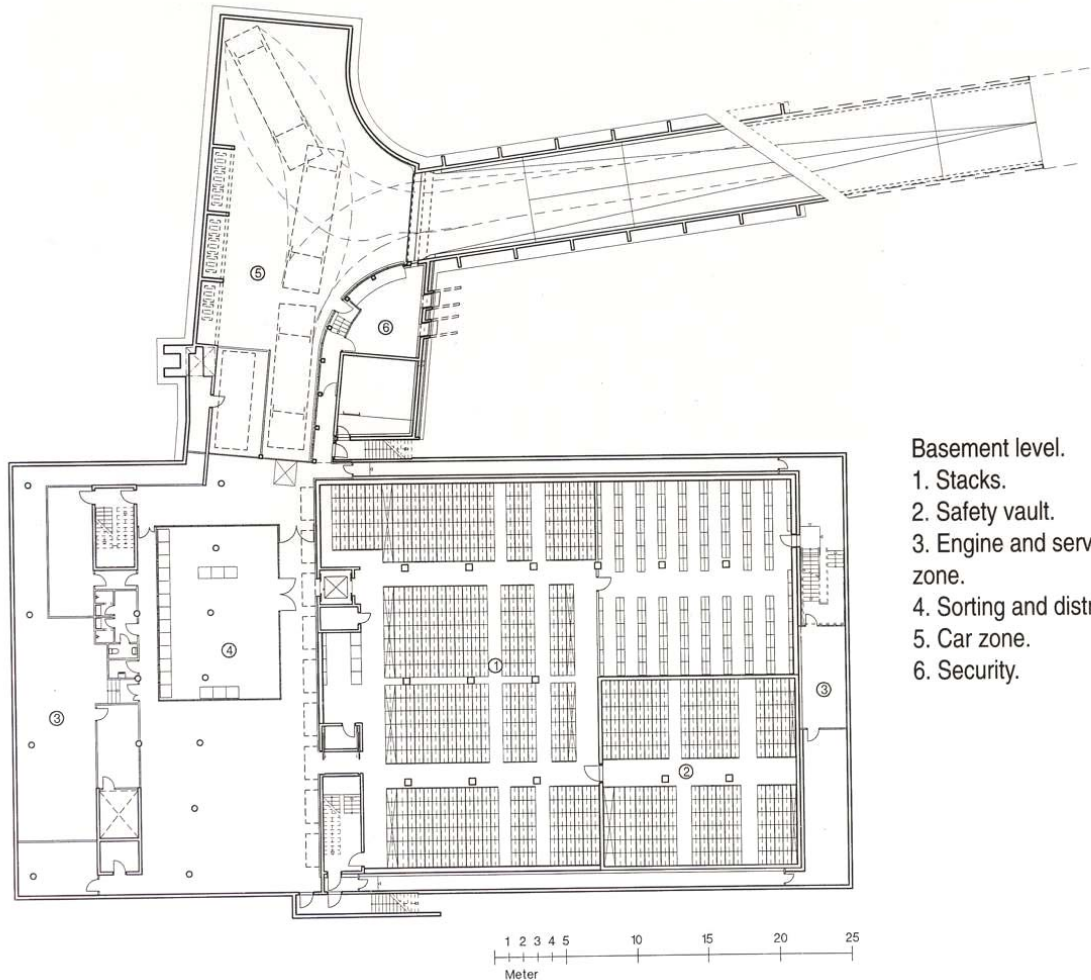 ⑤
⑥
①
④
③
③
②
Basement level.
1. Stacks.
2. Safety vault.
3. Engine and serv
zone.
4. Sorting and distr
5. Car zone.
6. Security.
1 2 3 4 5 10 15 20 25
Meter